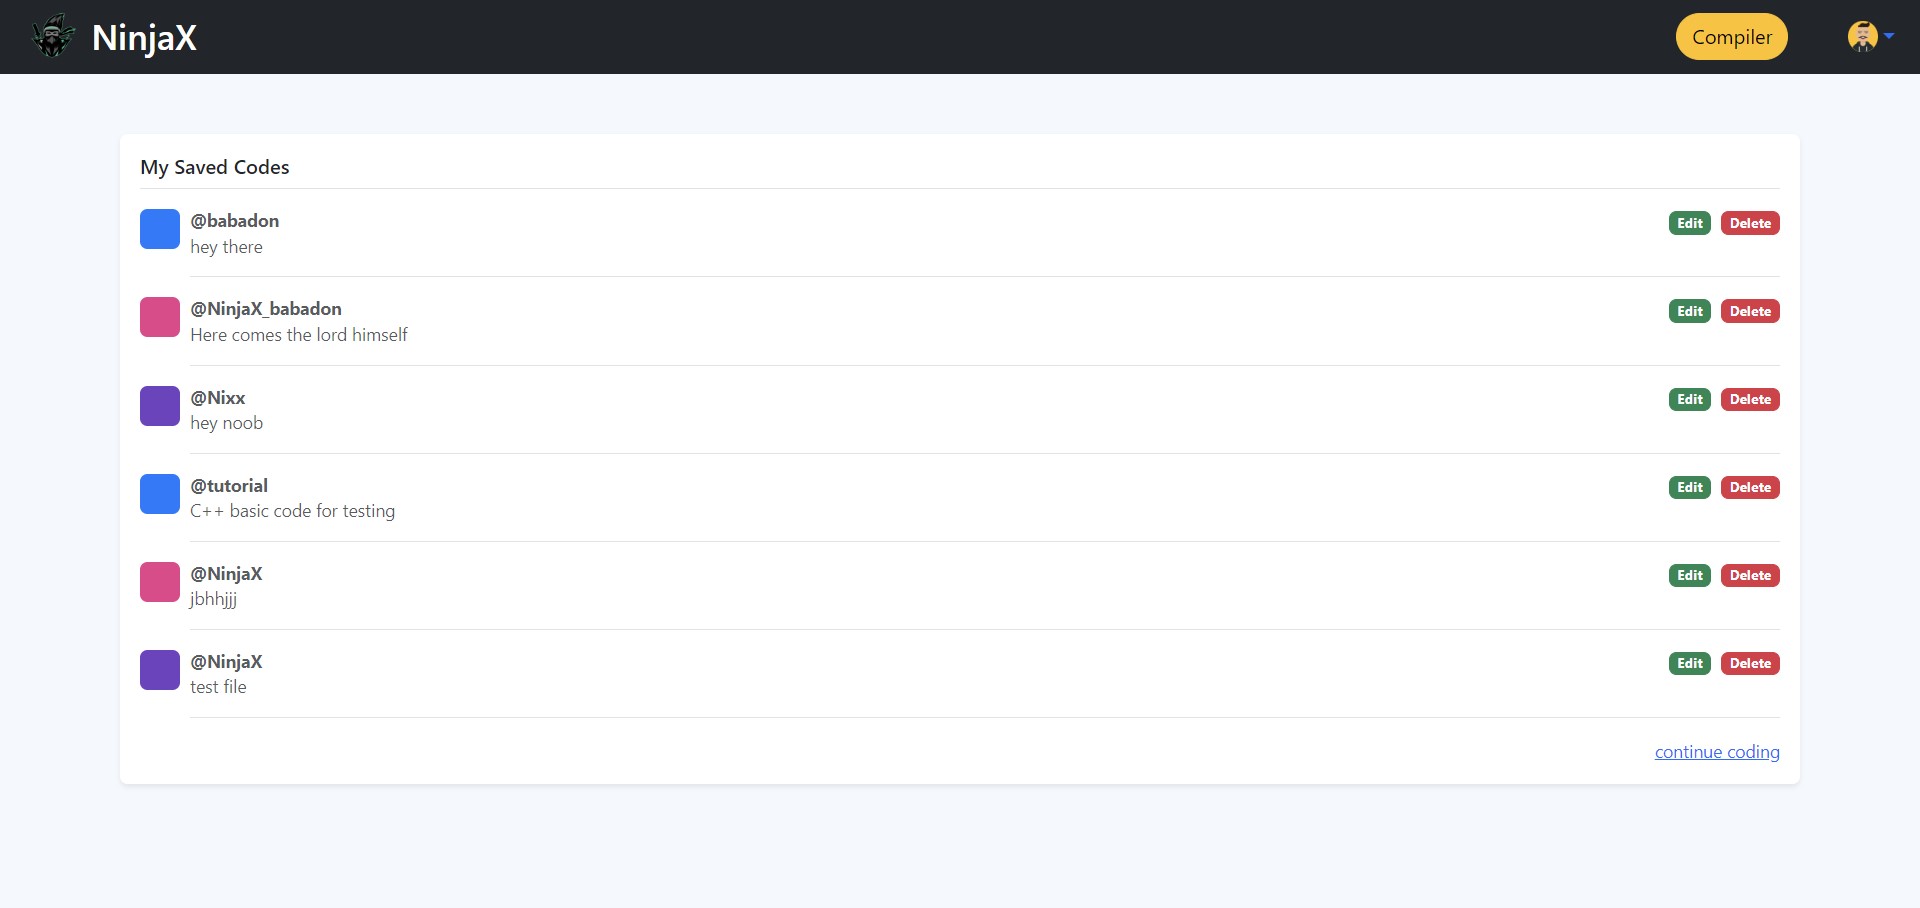 NinjaX
Compiler
My Saved Codes
@babadon
Edit Delete
hey there
@NinjaX_babadon
Edit Delete
Here comes the lord himself
@Nixx
Edit Delete
hey noob
@tutorial
Edit Delete
C++ basic code for testing
@NinjaX
Edit Delete
jbhhjjj
@NinjaX
Edit Delete
test file
continue coding